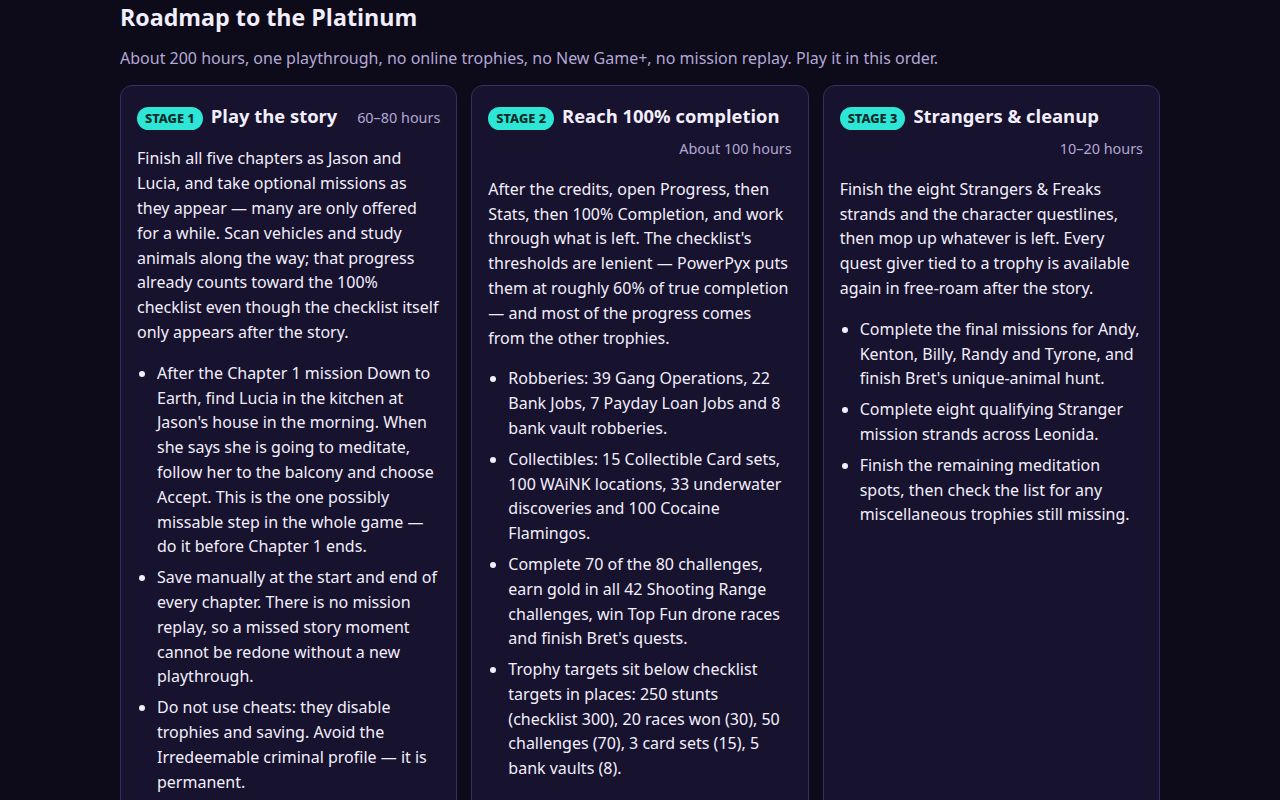 Roadmap to the Platinum
About 200 hours, one playthrough, no online trophies, no New Game+, no mission replay. Play it in this order.
STAGE 1 Play the story 60–80 hours
Finish all five chapters as Jason and
Lucia, and take optional missions as
they appear — many are only offered
for a while. Scan vehicles and study
animals along the way; that progress
already counts toward the 100%
checklist even though the checklist itself
only appears after the story.
• After the Chapter 1 mission Down to
Earth, find Lucia in the kitchen at
Jason's house in the morning. When
she says she is going to meditate,
follow her to the balcony and choose
Accept. This is the one possibly
missable step in the whole game —
do it before Chapter 1 ends.
• Save manually at the start and end of
every chapter. There is no mission
replay, so a missed story moment
cannot be redone without a new
playthrough.
• Do not use cheats: they disable
trophies and saving. Avoid the
Irredeemable criminal profile — it is
permanent.
STAGE 2 Reach 100% completion
About 100 hours
After the credits, open Progress, then
Stats, then 100% Completion, and work
through what is left. The checklist's
thresholds are lenient — PowerPyx puts
them at roughly 60% of true completion
— and most of the progress comes
from the other trophies.
• Robberies: 39 Gang Operations, 22
Bank Jobs, 7 Payday Loan Jobs and 8
bank vault robberies.
• Collectibles: 15 Collectible Card sets,
100 WAiNK locations, 33 underwater
discoveries and 100 Cocaine
Flamingos.
• Complete 70 of the 80 challenges,
earn gold in all 42 Shooting Range
challenges, win Top Fun drone races
and finish Bret's quests.
• Trophy targets sit below checklist
targets in places: 250 stunts
(checklist 300), 20 races won (30), 50
challenges (70), 3 card sets (15), 5
bank vaults (8).
STAGE 3 Strangers & cleanup
10–20 hours
Finish the eight Strangers & Freaks
strands and the character questlines,
then mop up whatever is left. Every
quest giver tied to a trophy is available
again in free-roam after the story.
• Complete the final missions for Andy,
Kenton, Billy, Randy and Tyrone, and
finish Bret's unique-animal hunt.
• Complete eight qualifying Stranger
mission strands across Leonida.
• Finish the remaining meditation
spots, then check the list for any
miscellaneous trophies still missing.